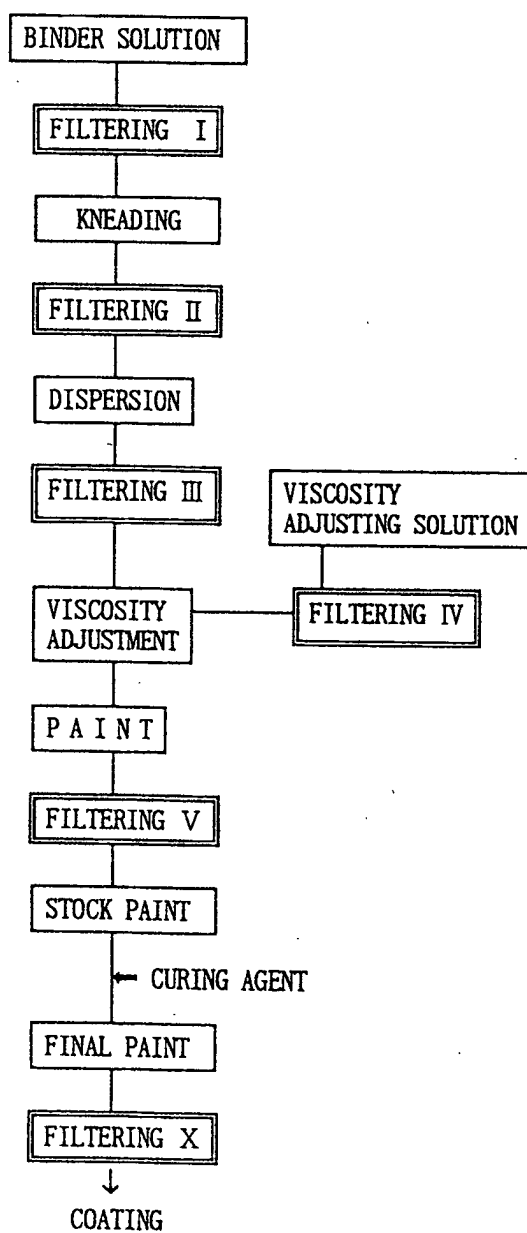 BINDER SOLUTION
FILTERING I
KNEADING
FILTERING II
DISPERSION
FILTERING III
VISCOSITY
ADJUSTING SOLUTION
VISCOSITY
ADJUSTMENT
FILTERING IV
PAINT
FILTERING V
STOCK PAINT
CURING AGENT
FINAL PAINT
FILTERING X
COATING